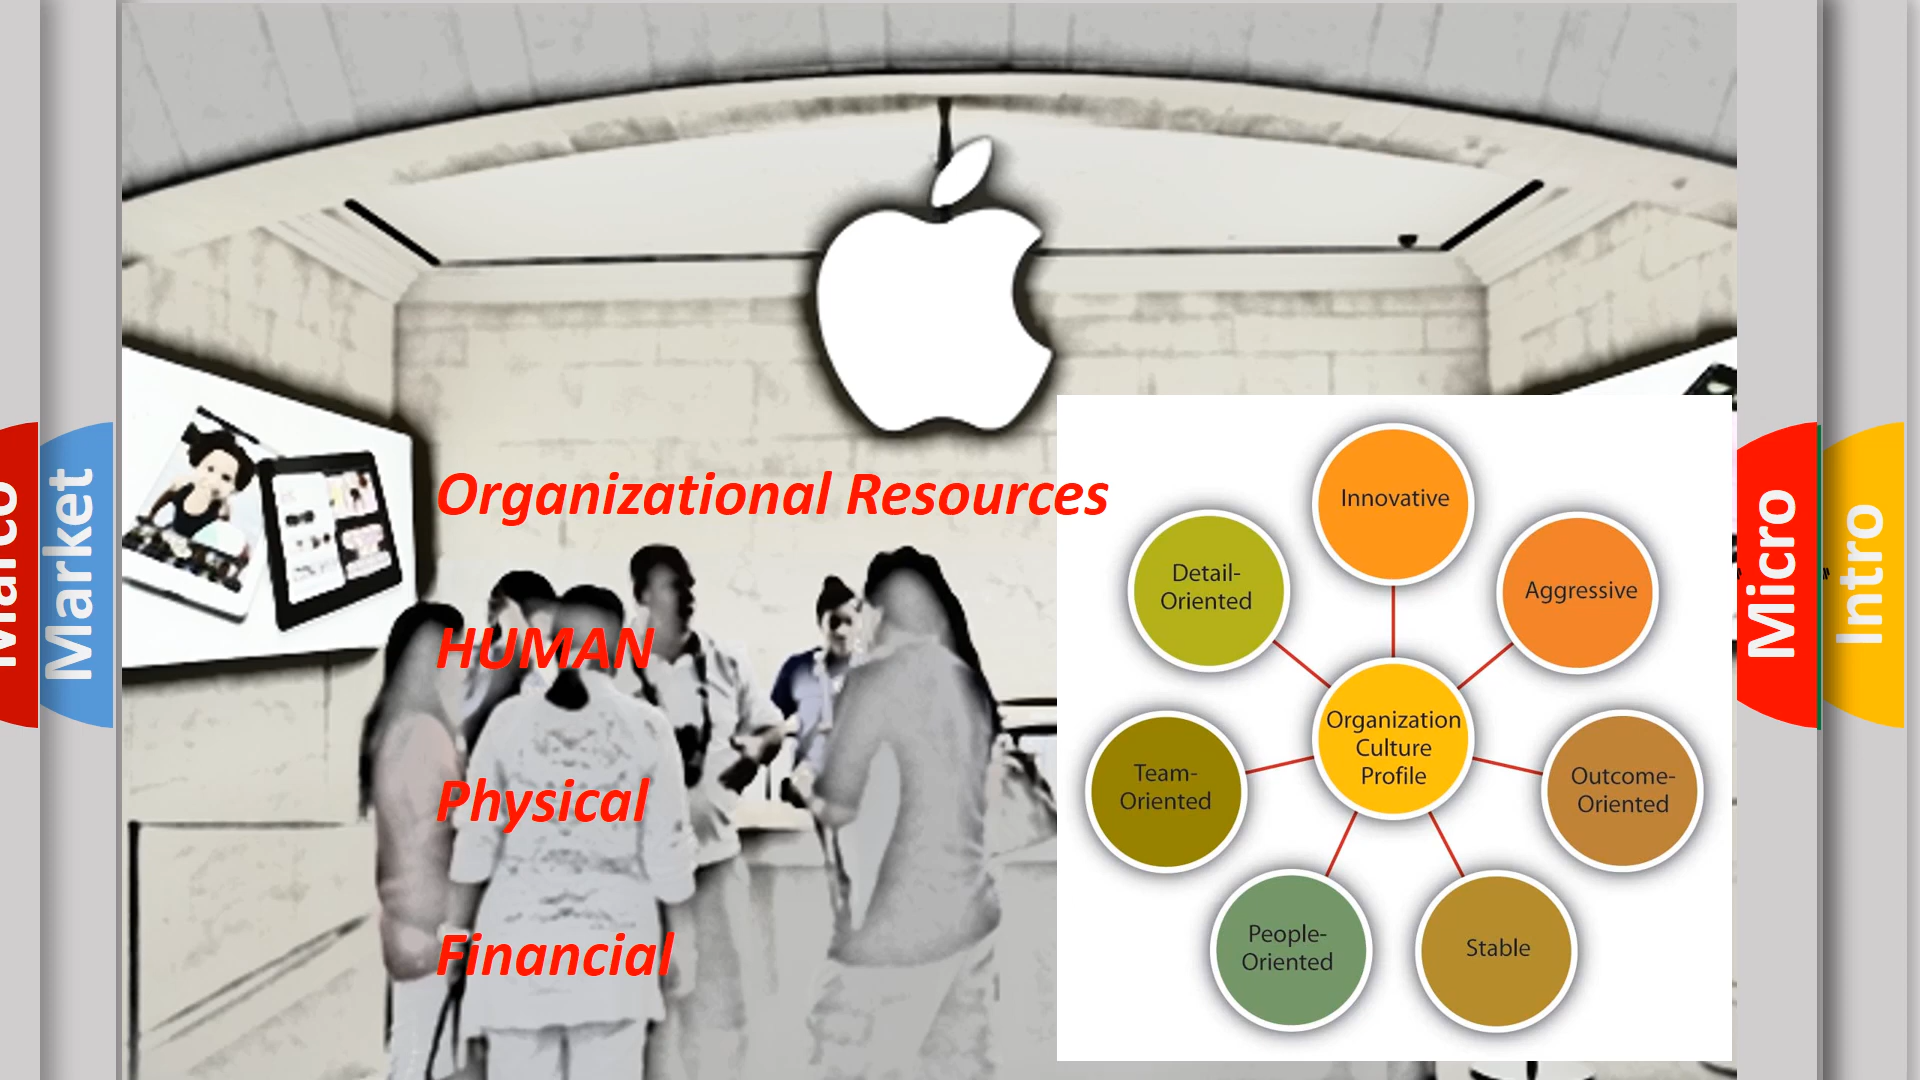 Marco
Market
Organizational Resources
HUMAN
Physical
Financial
Innovative
Detail-
Oriented
Aggressive
Organization
Culture
Profile
Team-
Oriented
Outcome-
Oriented
People-
Oriented
Stable
Micro
Intro